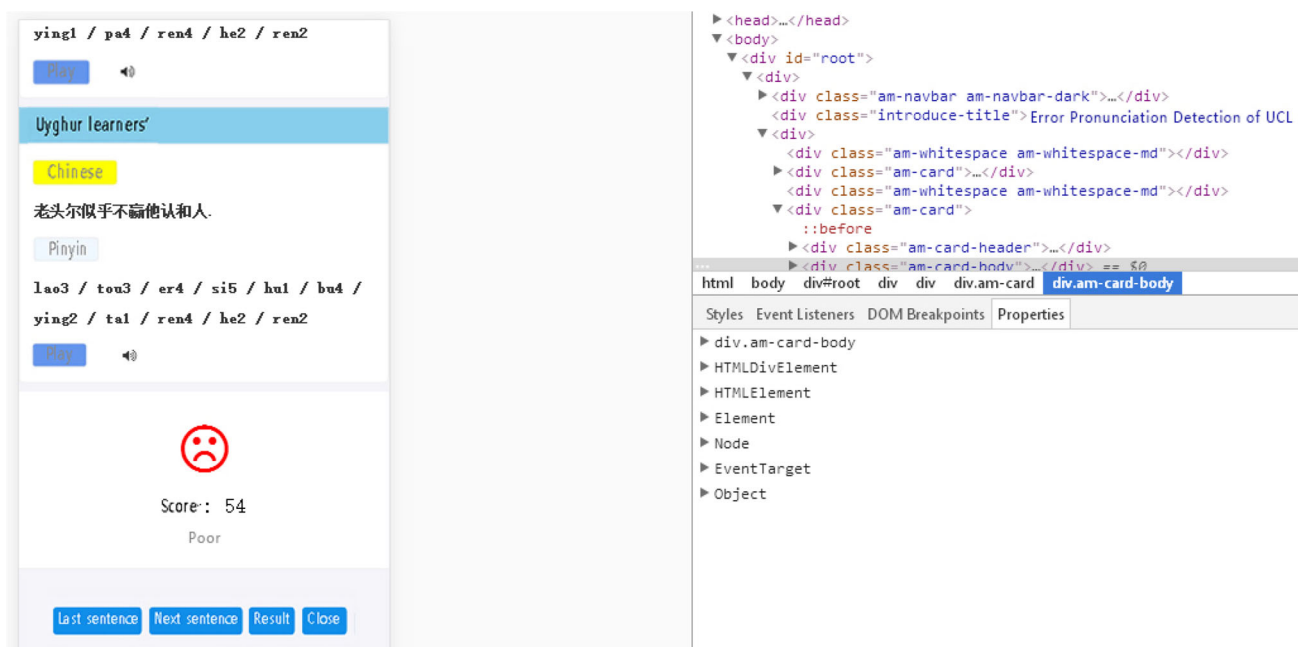 ying1 / pa4 / ren4 / he2 / ren2
Play
Uyghur learners'
Chinese
老头尔似乎不赢他认和人.
Pinyin
lao3 / tou3 / er4 / si5 / hu1 / bu4 /
ying2 / ta1 / ren4 / he2 / ren2
Play
Score : 54
Poor
Last sentence Next sentence Result Close
<head>…</head>
<body>
<div id="root">
<div>
<div class="am-navbar am-navbar-dark">…</div>
<div class="introduce-title">Error Pronunciation Detection of UCL
<div>
<div class="am-whitespace am-whitespace-md"></div>
<div class="am-card">…</div>
<div class="am-whitespace am-whitespace-md"></div>
<div class="am-card">
::before
<div class="am-card-header">…</div>
<div class="am-card-body">…</div> == $0
html body div#root div div div.am-card div.am-card-body
Styles Event Listeners DOM Breakpoints Properties
div.am-card-body
HTMLDivElement
HTMLElement
Element
Node
EventTarget
Object